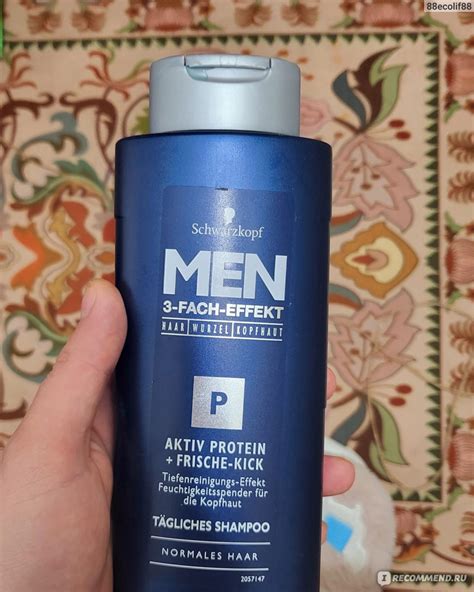 88ecolif88
Schwarzkopf
MEN
3-FACH-EFFEKT
HAAR WURZEL KOPFHAUT
P
AKTIV PROTEIN
+ FRISCHE-KICK
Tiefenreinigungs-Effekt
Feuchtigkeitsspender für
die Kopfhaut
TÄGLICHES SHAMPOO
NORMALES HAAR
2057147
I RECOMMEND.RU